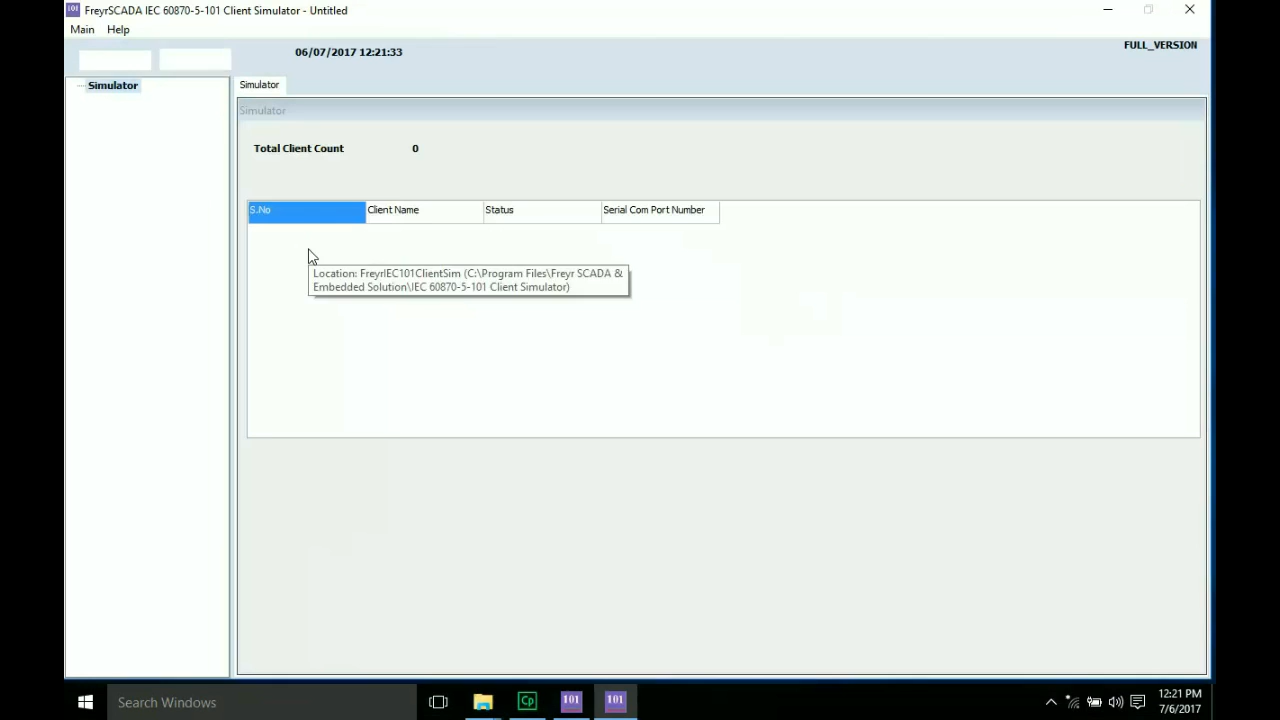 101 FreyrSCADA IEC 60870-5-101 Client Simulator - Untitled
Main Help
06/07/2017 12:21:33
FULL_VERSION
Simulator
Simulator
Simulator
Total Client Count 0
S.No Client Name Status Serial Com Port Number
Location: FreyrIEC101ClientSim (C:\Program Files\Freyr SCADA &
Embedded Solution\IEC 60870-5-101 Client Simulator)
Search Windows
Cp
101
101
12:21 PM
7/6/2017